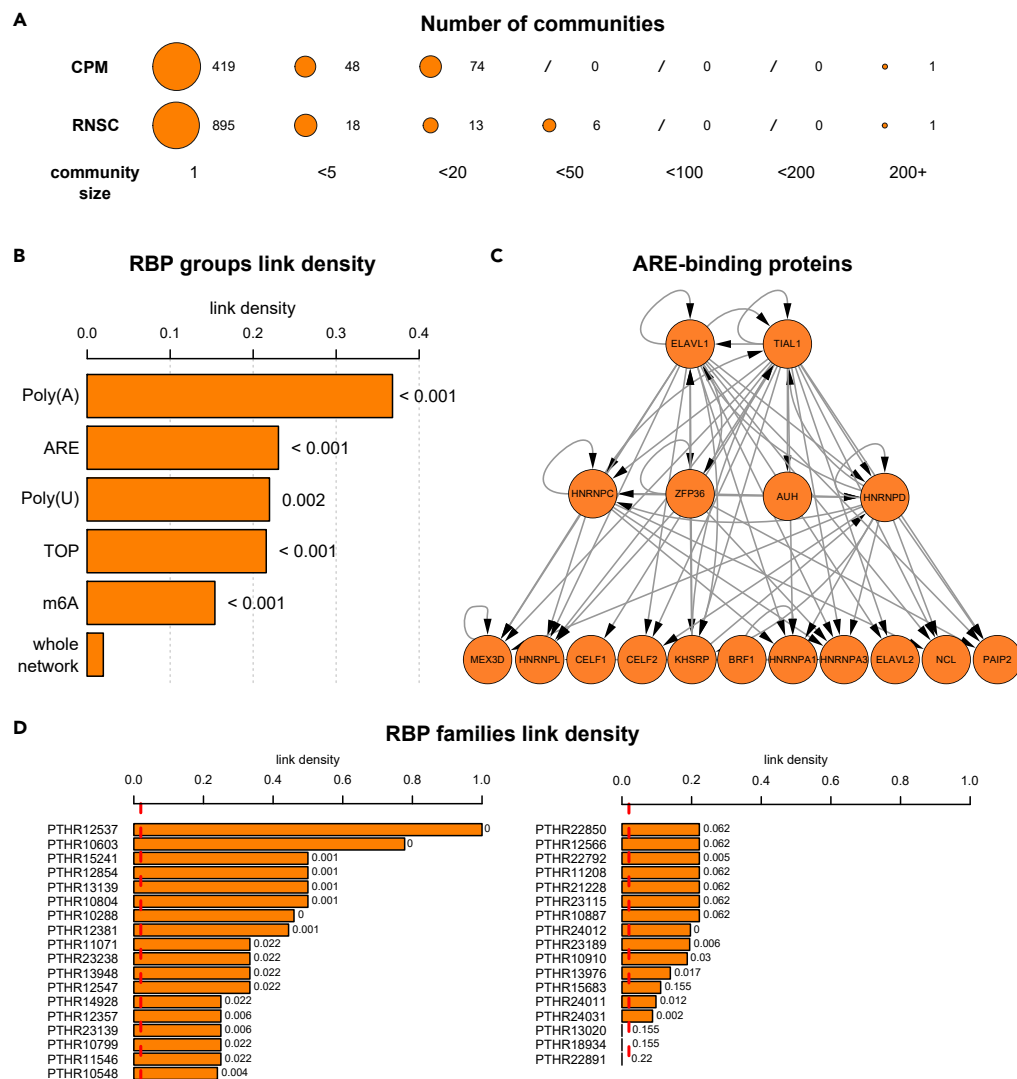 A
Number of communities
CPM 419 48 74 / 0 / 0 / 0 1
RNSC 895 18 13 6 / 0 / 0 1
community size 1 <5 <20 <50 <100 <200 200+
B
RBP groups link density
link density
0.0 0.1 0.2 0.3 0.4
Poly(A) < 0.001
ARE < 0.001
Poly(U) 0.002
TOP < 0.001
m6A < 0.001
whole
network
C
ARE-binding proteins
ELAVL1 TIAL1
HNRNPC ZFP36 AUH HNRNPD
MEX3D HNRNPL CELF1 CELF2 KHSRP BRF1 HNRNPA1 HNRNPA3 ELAVL2 NCL PAIP2
D
RBP families link density
link density
0.0 0.2 0.4 0.6 0.8 1.0
PTHR12537 0
PTHR10603 0
PTHR15241 0.001
PTHR12854 0.001
PTHR13139 0.001
PTHR10804 0.001
PTHR10288 0
PTHR12381 0.001
PTHR11071 0.022
PTHR23238 0.022
PTHR13948 0.022
PTHR12547 0.022
PTHR14928 0.022
PTHR12357 0.006
PTHR23139 0.006
PTHR10799 0.022
PTHR11546 0.022
PTHR10548 0.004
link density
0.0 0.2 0.4 0.6 0.8 1.0
PTHR22850 0.062
PTHR12566 0.062
PTHR22792 0.005
PTHR11208 0.062
PTHR21228 0.062
PTHR23115 0.062
PTHR10887 0.062
PTHR24012 0
PTHR23189 0.006
PTHR10910 0.03
PTHR13976 0.017
PTHR15683 0.155
PTHR24011 0.012
PTHR24031 0.002
PTHR13020 0.155
PTHR18934 0.155
PTHR22891 0.22